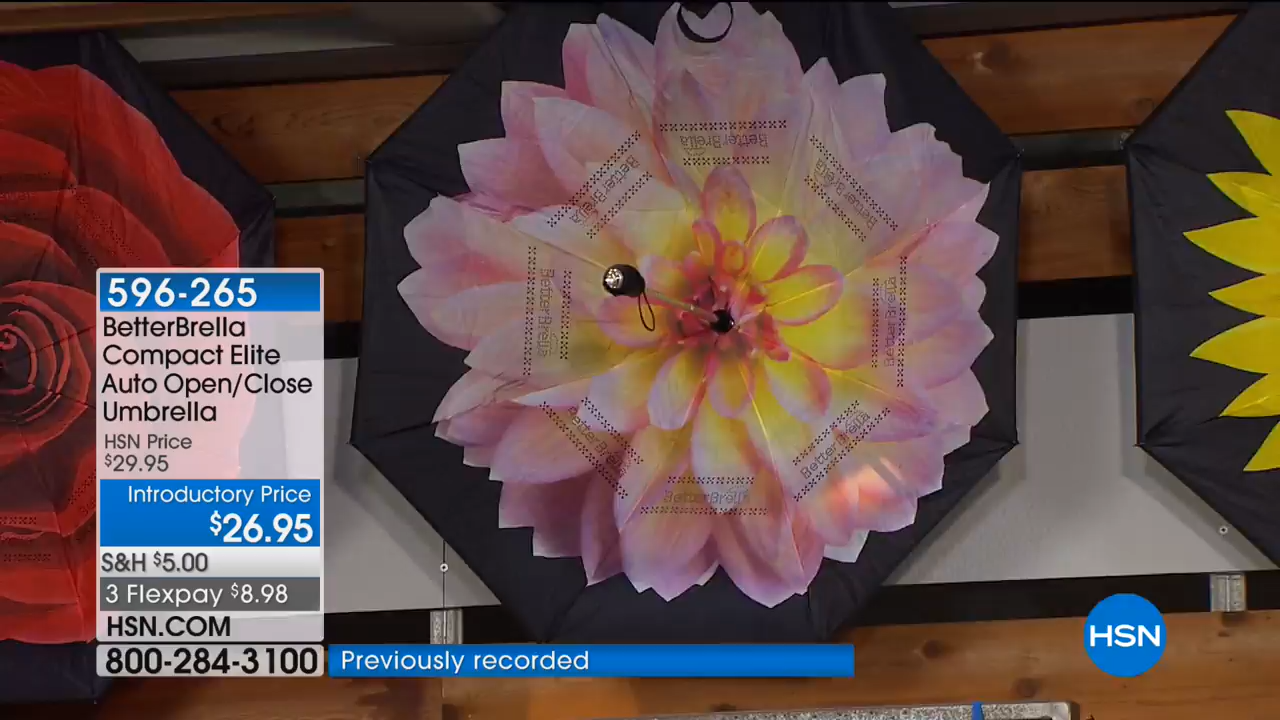 596-265
BetterBrella
Compact Elite
Auto Open/Close
Umbrella
HSN Price
$29.95
Introductory Price
$26.95
S&H $5.00
3 Flexpay $8.98
HSN.COM
800-284-3100
Previously recorded
HSN
BetterBrella
BetterBrella
BetterBrella
BetterBrella
BetterBrella
BetterBrella
BetterBrella
BetterBrella